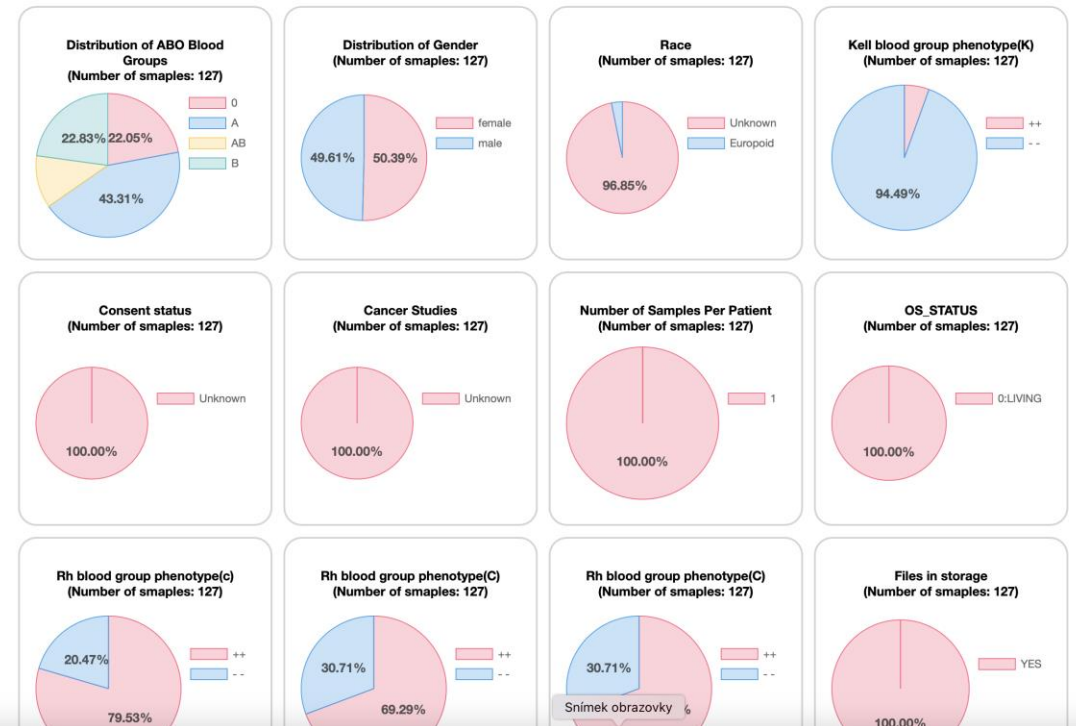 Distribution of ABO Blood
Groups
(Number of smaples: 127)
0
A
AB
B
22.83%
22.05%
43.31%
Distribution of Gender
(Number of smaples: 127)
female
male
49.61%
50.39%
Race
(Number of smaples: 127)
Unknown
Europoid
96.85%
Kell blood group phenotype(K)
(Number of smaples: 127)
++
- -
94.49%
Consent status
(Number of smaples: 127)
Unknown
100.00%
Cancer Studies
(Number of smaples: 127)
Unknown
100.00%
Number of Samples Per Patient
(Number of smaples: 127)
1
100.00%
OS_STATUS
(Number of smaples: 127)
0:LIVING
100.00%
Rh blood group phenotype(c)
(Number of smaples: 127)
++
- -
20.47%
79.53%
Rh blood group phenotype(C)
(Number of smaples: 127)
++
- -
30.71%
69.29%
Rh blood group phenotype(C)
(Number of smaples: 127)
++
- -
30.71%
Snímek obrazovky
Files in storage
(Number of smaples: 127)
YES
100.00%